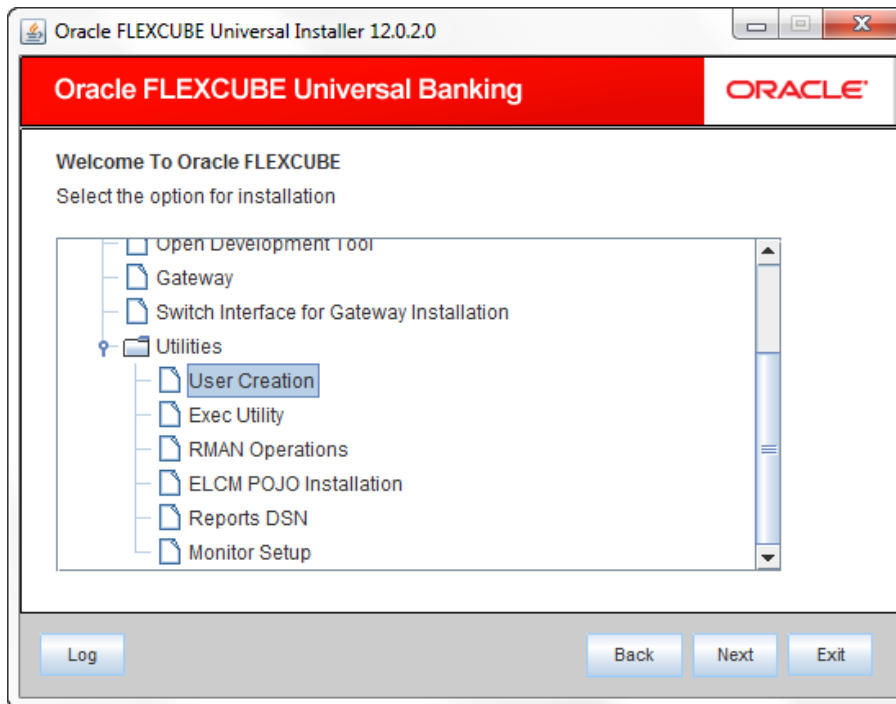 Oracle FLEXCUBE Universal Installer 12.0.2.0
Oracle FLEXCUBE Universal Banking
ORACLE
Welcome To Oracle FLEXCUBE
Select the option for installation
Open Development Tool
Gateway
Switch Interface for Gateway Installation
Utilities
User Creation
Exec Utility
RMAN Operations
ELCM POJO Installation
Reports DSN
Monitor Setup
Log
Back
Next
Exit